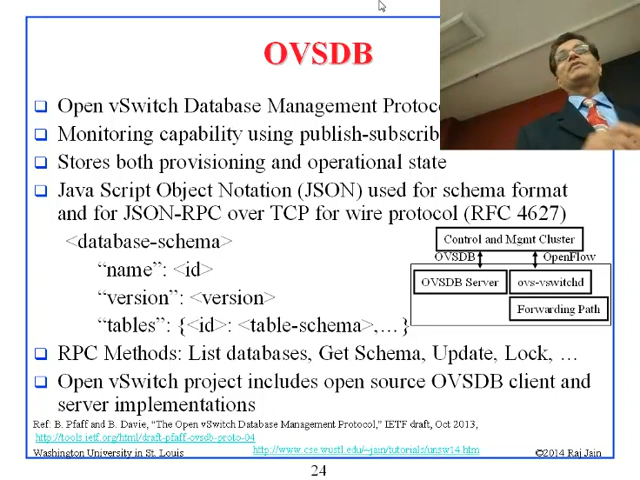 OVSDB
Open vSwitch Database Management
Monitoring capability using
Stores both provisioning and operational state
Java Script Object Notation (JSON) used for schema format
and for JSON-RPC over TCP for wire protocol (RFC 4627)
<database-schema>
“name”: <id>
“version”: <version>
“tables”: {<id>: <table-schema>,…}
Control and Mgmt Cluster
OVSDB
OpenFlow
OVSDB Server
ovs-vswitchd
Forwarding Path
RPC Methods: List databases, Get Schema, Update, Lock, …
Open vSwitch project includes open source OVSDB client and
server implementations
Ref: B. Pfaff and B. Davie, “The Open vSwitch Database Management Protocol,” IETF draft, Oct 2013,
http://tools.ietf.org/html/draft-pfaff-ovsdb-proto-04
Washington University in St. Louis
http://www.cse.wustl.edu/~jain/tutorials/unsw14.htm
©2014 Raj Jain
24